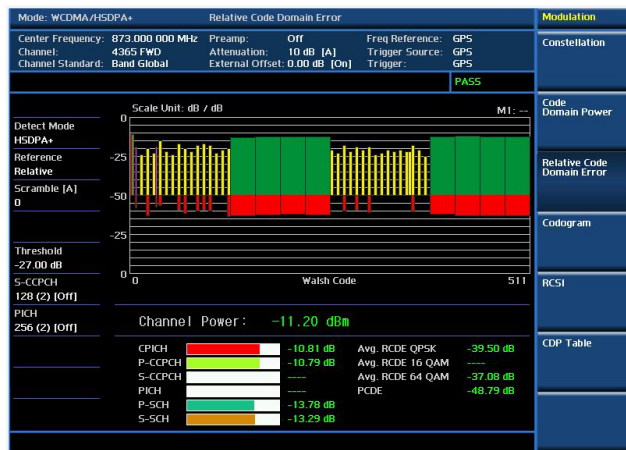 Mode: WCDMA/HSDPA+ Relative Code Domain Error Modulation
Center Frequency: 873.000 000 MHz Preamp: Off Freq Reference: GPS
Channel: 4365 FWD Attenuation: 10 dB [A] Trigger Source: GPS
Channel Standard: Band Global External Offset: 0.00 dB [On] Trigger: GPS
Constellation
PASS
Scale Unit: dB / dB M1: --
Code
Domain Power
0
Detect Mode
HSDPA+
Reference
Relative
-25
Relative Code
Domain Error
Scramble [A]
0
-50
Codogram
-25
Threshold
-27.00 dB
0
0 Walsh Code 511
S-CCPCH
128 (2) [Off]
RCSI
PICH
256 (2) [Off]
Channel Power: -11.20 dBm
CDP Table
CPICH -10.81 dB Avg. RCDE QPSK -39.50 dB
P-CCPCH -10.79 dB Avg. RCDE 16 QAM ----
S-CCPCH ---- Avg. RCDE 64 QAM -37.08 dB
PICH ---- PCDE -48.79 dB
P-SCH -13.78 dB
S-SCH -13.29 dB